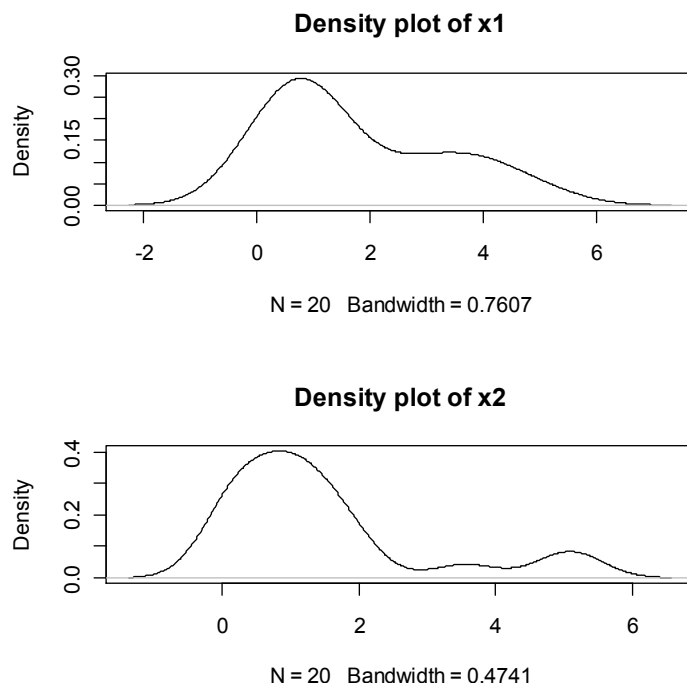 Density plot of x1
Density
0.30
0.15
0.00
-2 0 2 4 6
N = 20 Bandwidth = 0.7607
Density plot of x2
Density
0.4
0.2
0.0
0 2 4 6
N = 20 Bandwidth = 0.4741